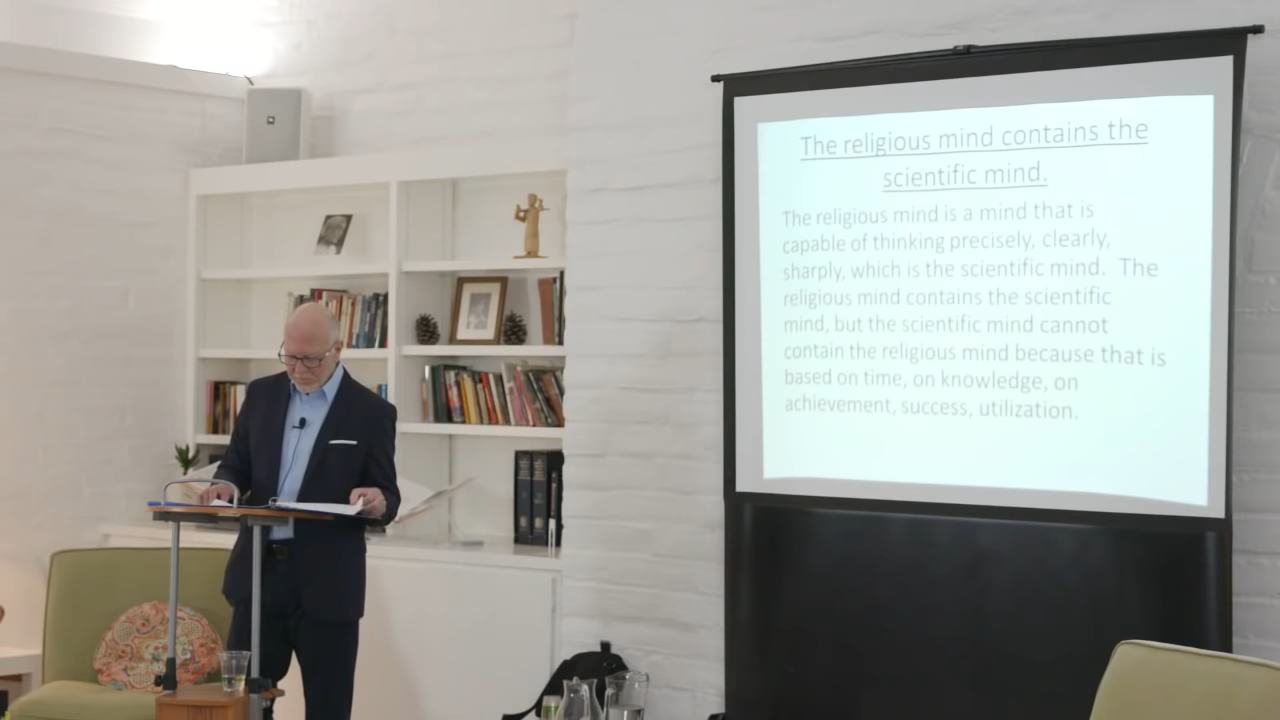 The religious mind contains the
scientific mind.
The religious mind is a mind that is
capable of thinking precisely, clearly,
sharply, which is the scientific mind.  The
religious mind contains the scientific
mind, but the scientific mind cannot
contain the religious mind because that is
based on time, on knowledge, on
achievement, success, utilization.